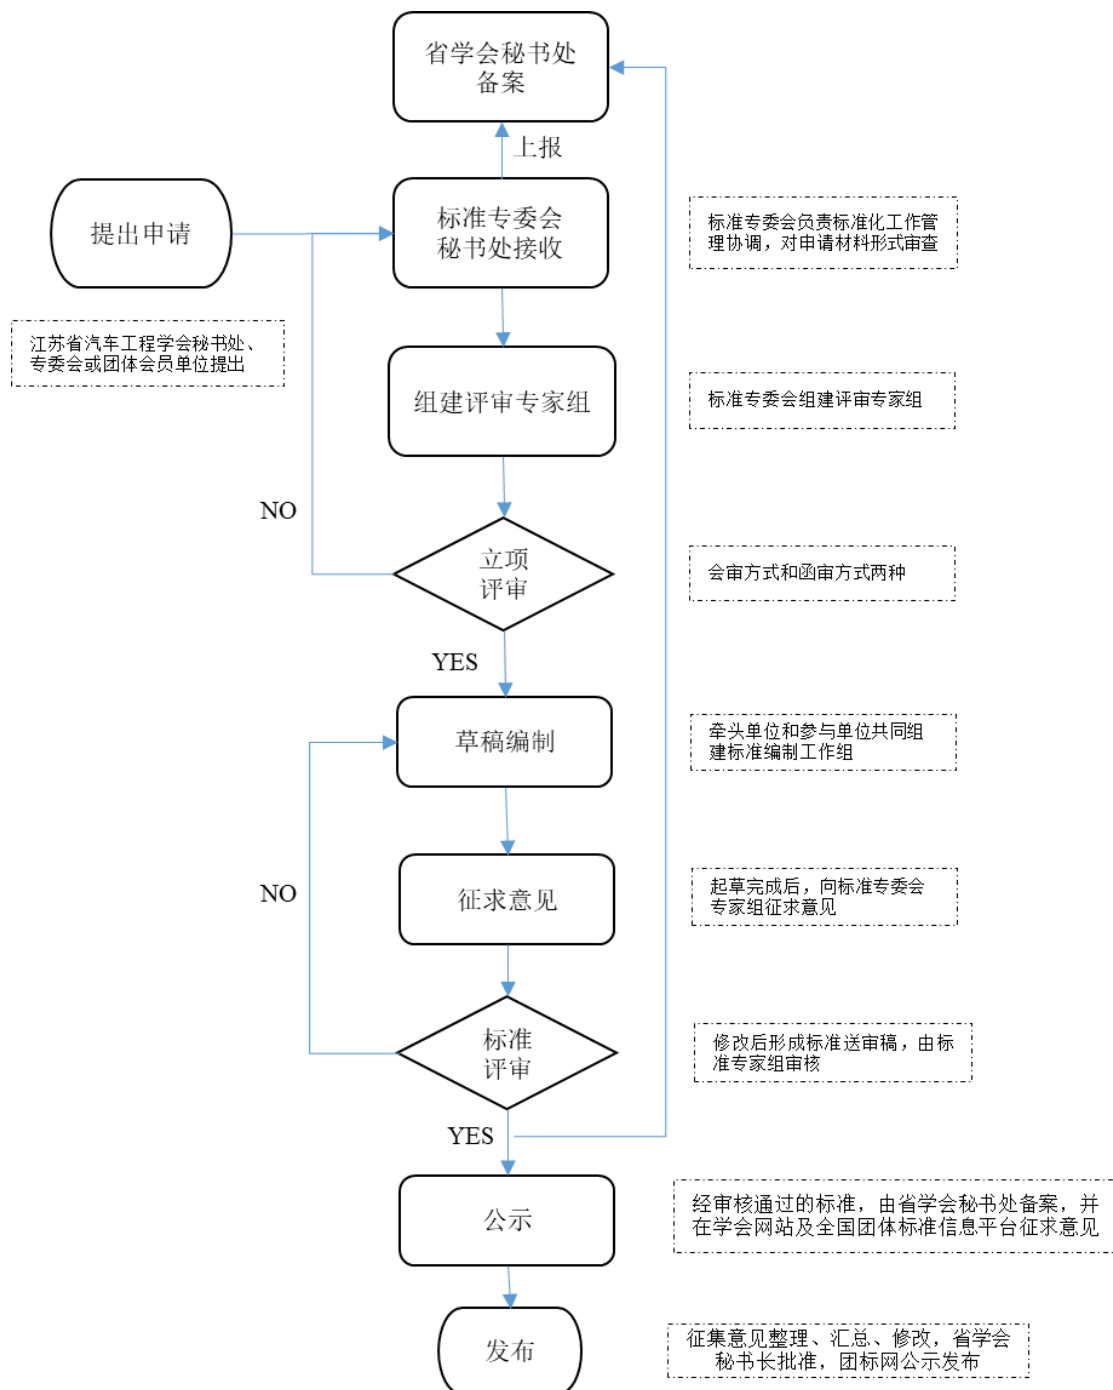 省学会秘书处
备案
上报
提出申请
标准专委会
秘书处接收
标准专委会负责标准化工作管
理协调，对申请材料形式审查
江苏省汽车工程学会秘书处、
专委会或团体会员单位提出
组建评审专家组
标准专委会组建评审专家组
NO
立项
评审
会审方式和函审方式两种
YES
草稿编制
牵头单位和参与单位共同组
建标准编制工作组
NO
征求意见
起草完成后，向标准专委会
专家组征求意见
标准
评审
修改后形成标准送审稿，由标
准专家组审核
YES
公示
经审核通过的标准，由省学会秘书处备案，并
在学会网站及全国团体标准信息平台征求意见
发布
征集意见整理、汇总、修改，省学会
秘书长批准，团标网公示发布